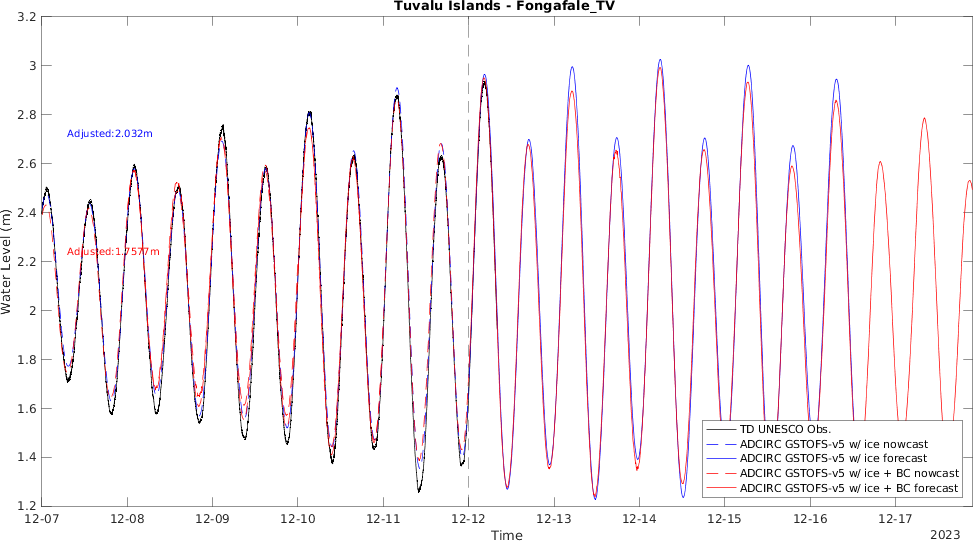 Tuvalu Islands - Fongafale_TV
3.2
3
2.8
2.6
2.4
2.2
2
1.8
1.6
1.4
1.2
Water Level (m)
Adjusted:2.032m
Adjusted:1.7577m
TD UNESCO Obs.
ADCIRC GSTOFS-v5 w/ ice nowcast
ADCIRC GSTOFS-v5 w/ ice forecast
ADCIRC GSTOFS-v5 w/ ice + BC nowcast
ADCIRC GSTOFS-v5 w/ ice + BC forecast
12-07 12-08 12-09 12-10 12-11 12-12 12-13 12-14 12-15 12-16 12-17
Time
2023